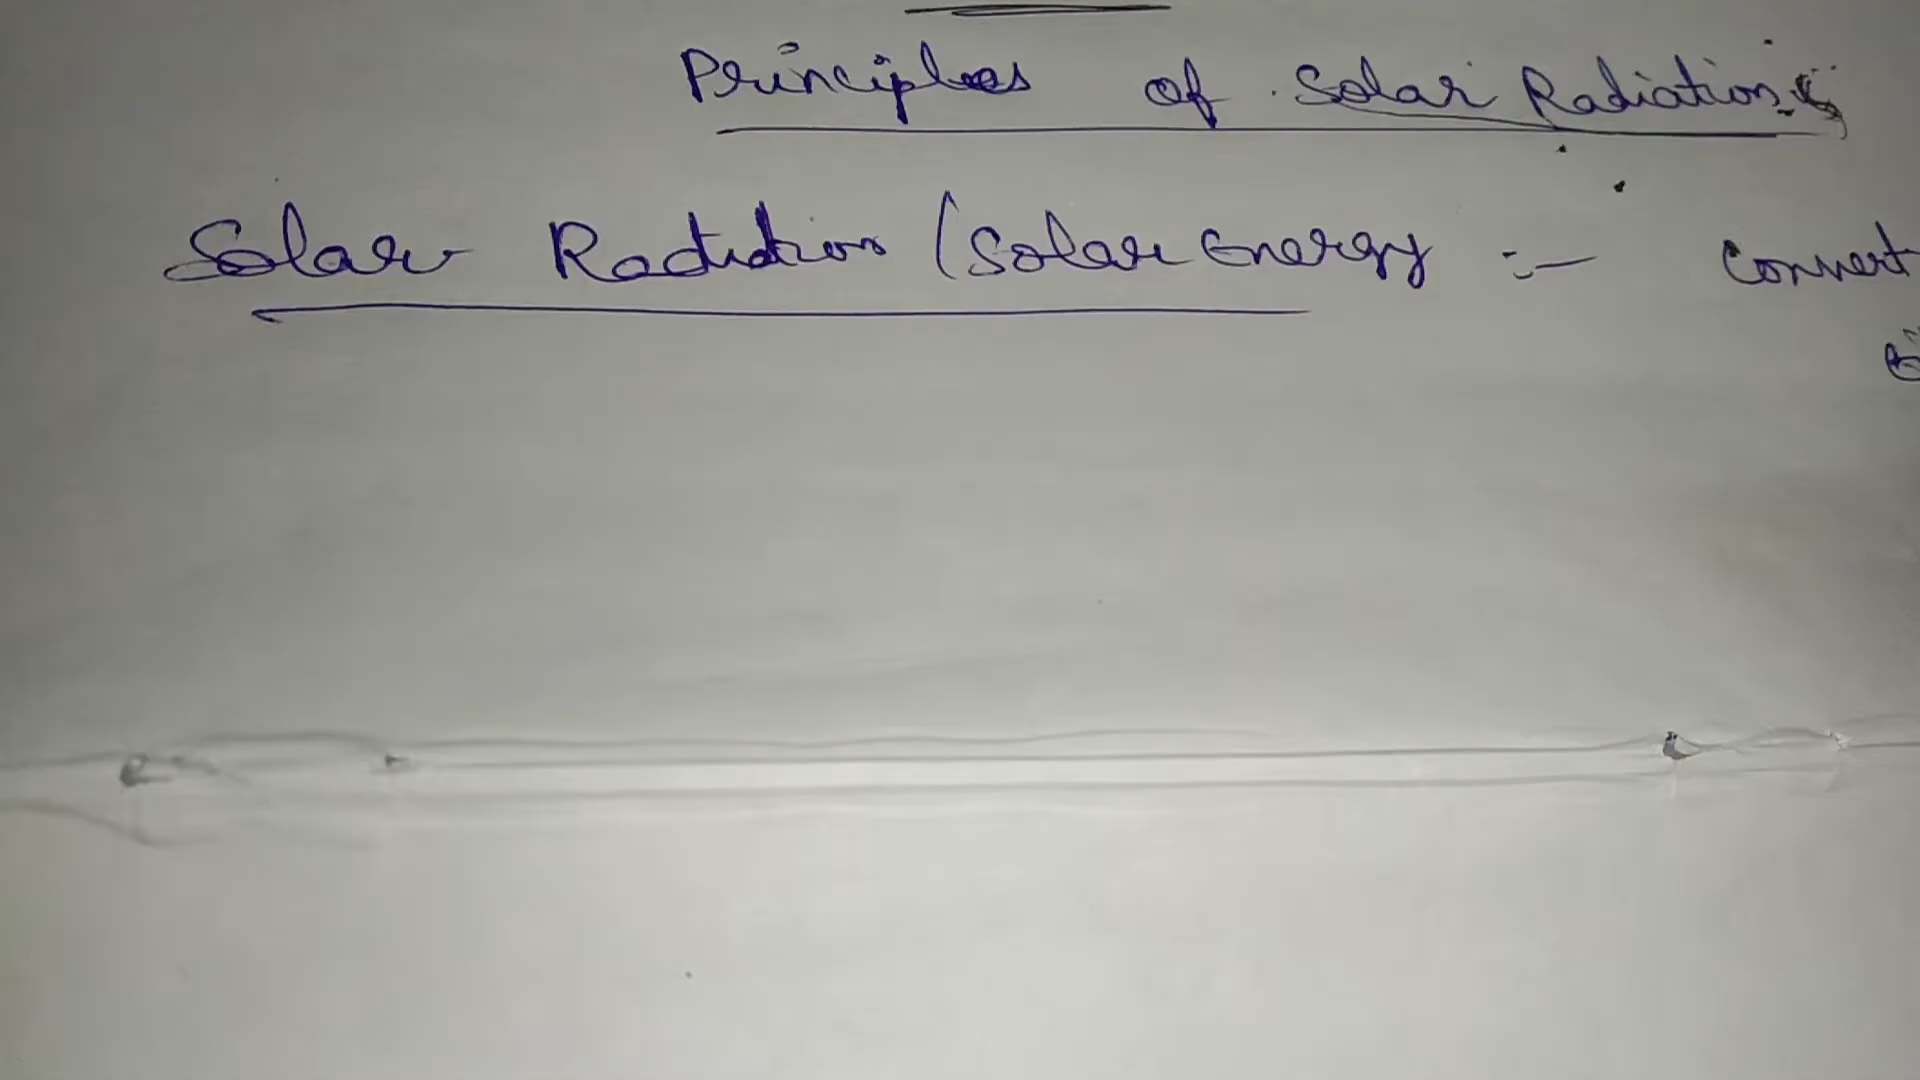 Principles of Solar Radiation
Solar Radiation (Solar Energy :- Convert